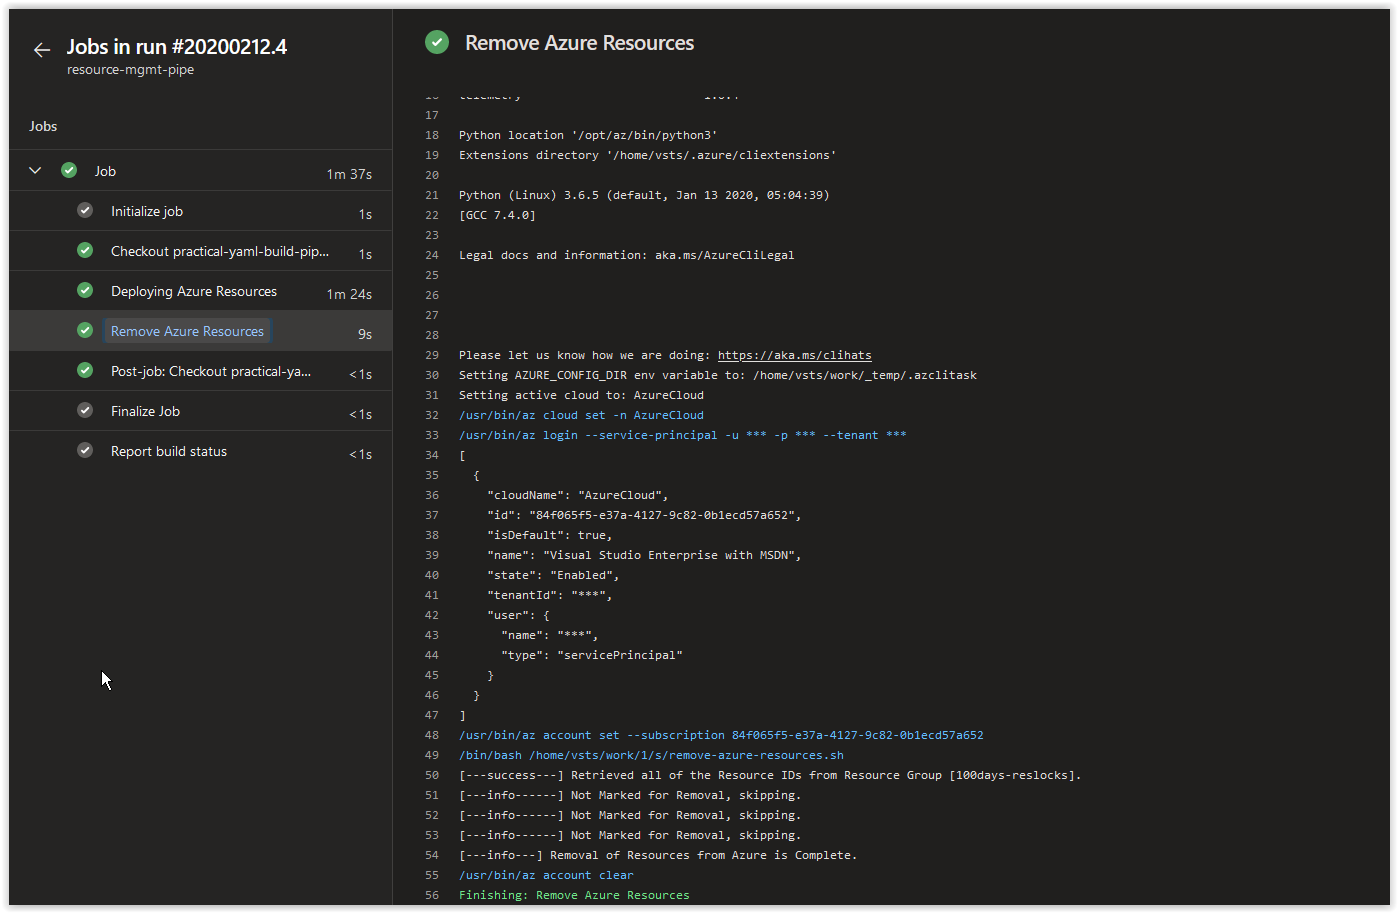 Jobs in run #20200212.4
resource-mgmt-pipe
Jobs
Job 1m 37s
Initialize job 1s
Checkout practical-yaml-build-pip... 1s
Deploying Azure Resources 1m 24s
Remove Azure Resources 9s
Post-job: Checkout practical-ya... <1s
Finalize Job <1s
Report build status <1s
Remove Azure Resources
17
18 Python location '/opt/az/bin/python3'
19 Extensions directory '/home/vsts/.azure/cliextensions'
20
21 Python (Linux) 3.6.5 (default, Jan 13 2020, 05:04:39)
22 [GCC 7.4.0]
23
24 Legal docs and information: aka.ms/AzureCliLegal
25
26
27
28
29 Please let us know how we are doing: https://aka.ms/clihats
30 Setting AZURE_CONFIG_DIR env variable to: /home/vsts/work/_temp/.azclitask
31 Setting active cloud to: AzureCloud
32 /usr/bin/az cloud set -n AzureCloud
33 /usr/bin/az login --service-principal -u *** -p *** --tenant ***
34 [
35 {
36 "cloudName": "AzureCloud",
37 "id": "84f065f5-e37a-4127-9c82-0b1ecd57a652",
38 "isDefault": true,
39 "name": "Visual Studio Enterprise with MSDN",
40 "state": "Enabled",
41 "tenantId": "***",
42 "user": {
43 "name": "***",
44 "type": "servicePrincipal"
45 }
46 }
47 ]
48 /usr/bin/az account set --subscription 84f065f5-e37a-4127-9c82-0b1ecd57a652
49 /bin/bash /home/vsts/work/1/s/remove-azure-resources.sh
50 [---success---] Retrieved all of the Resource IDs from Resource Group [100days-reslocks].
51 [---info------] Not Marked for Removal, skipping.
52 [---info------] Not Marked for Removal, skipping.
53 [---info------] Not Marked for Removal, skipping.
54 [---info---] Removal of Resources from Azure is Complete.
55 /usr/bin/az account clear
56 Finishing: Remove Azure Resources